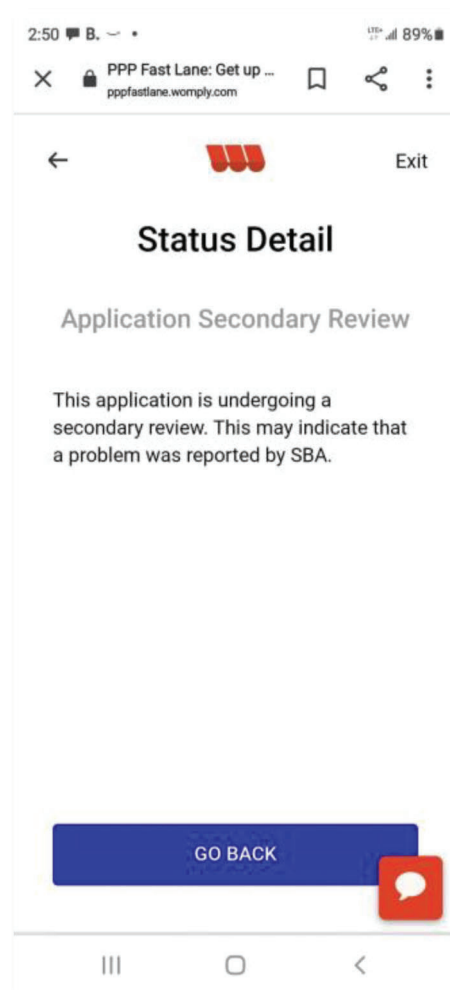 2:50 B. LTE+ 89%
PPP Fast Lane: Get up ...
pppfastlane.womply.com
Exit
Status Detail
Application Secondary Review
This application is undergoing a
secondary review. This may indicate that
a problem was reported by SBA.
GO BACK